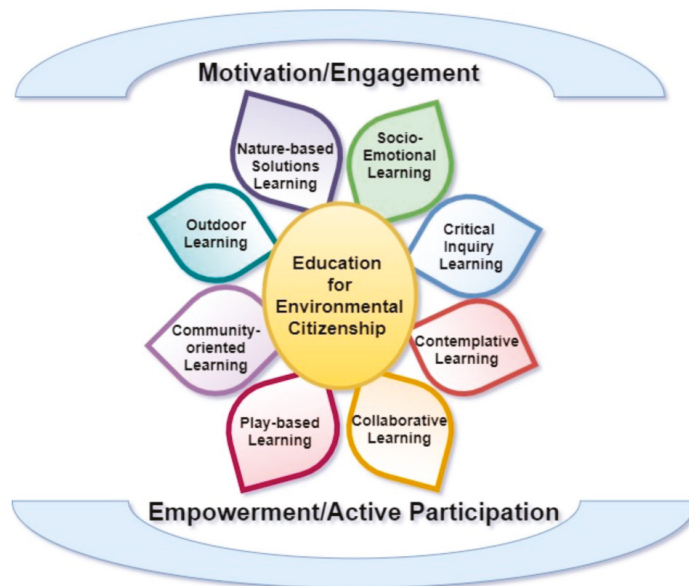 Motivation/Engagement
Nature-based
Solutions
Learning
Socio-
Emotional
Learning
Outdoor
Learning
Critical
Inquiry
Learning
Education
for
Environmental
Citizenship
Community-
oriented
Learning
Contemplative
Learning
Play-based
Learning
Collaborative
Learning
Empowerment/Active Participation